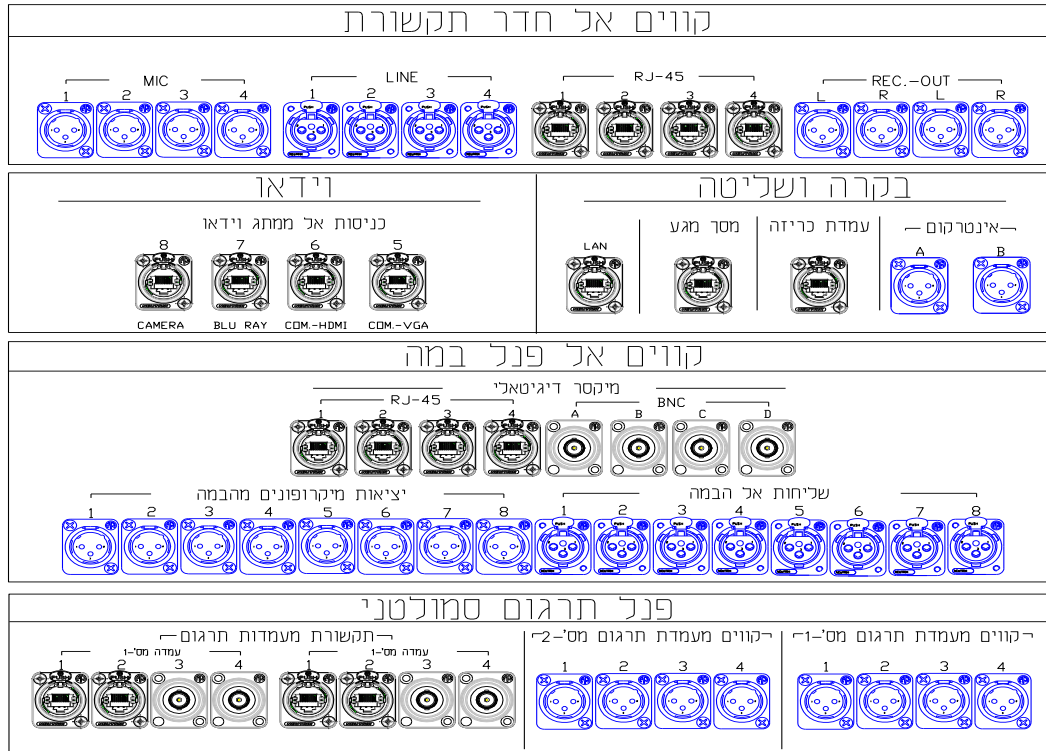 קווים אל חדר תקשורת
MIC
1 2 3 4
LINE
1 2 3 4
RJ-45
1 2 3 4
REC.-OUT
L R L R
וידאו
כניסות אל ממתג וידאו
8 7 6 5
CAMERA BLU RAY COM.-HDMI COM.-VGA
בקרה ושליטה
LAN
מסך מגע
עמדת כריזה
אינטרקום
A B
קווים אל פנל במה
מיקסר דיגיטאלי
RJ-45
1 2 3 4
BNC
A B C D
יציאות מיקרופונים מהבמה
1 2 3 4 5 6 7 8
שליחות אל הבמה
1 2 3 4 5 6 7 8
פנל תרגום סמולטני
תקשורת מעמדות תרגום
עמדה מס'-1
1 2 3 4
עמדה מס'-1
1 2 3 4
קווים מעמדת תרגום מס'-2
1 2 3 4
קווים מעמדת תרגום מס'-1
1 2 3 4